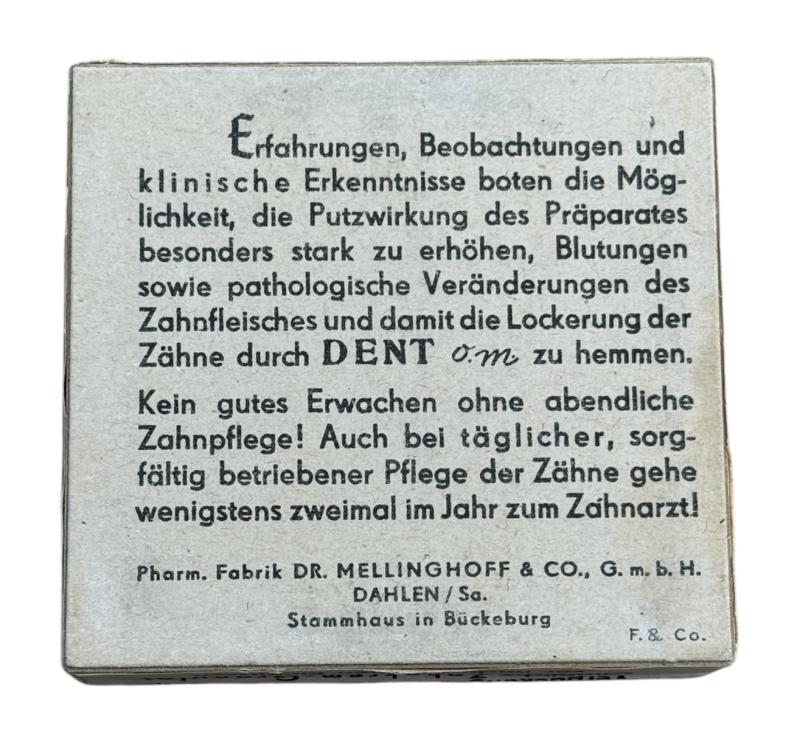 Erfahrungen, Beobachtungen und
klinische Erkenntnisse boten die Mög-
lichkeit, die Putzwirkung des Präparates
besonders stark zu erhöhen, Blutungen
sowie pathologische Veränderungen des
Zahnfleisches und damit die Lockerung der
Zähne durch DENT o.m zu hemmen.
Kein gutes Erwachen ohne abendliche
Zahnpflege! Auch bei täglicher, sorg-
fältig betriebener Pflege der Zähne gehe
wenigstens zweimal im Jahr zum Zahnarzt!
Pharm. Fabrik DR. MELLINGHOFF & CO., G. m. b. H.
DAHLEN / Sa.
Stammhaus in Bückeburg
F. & Co.